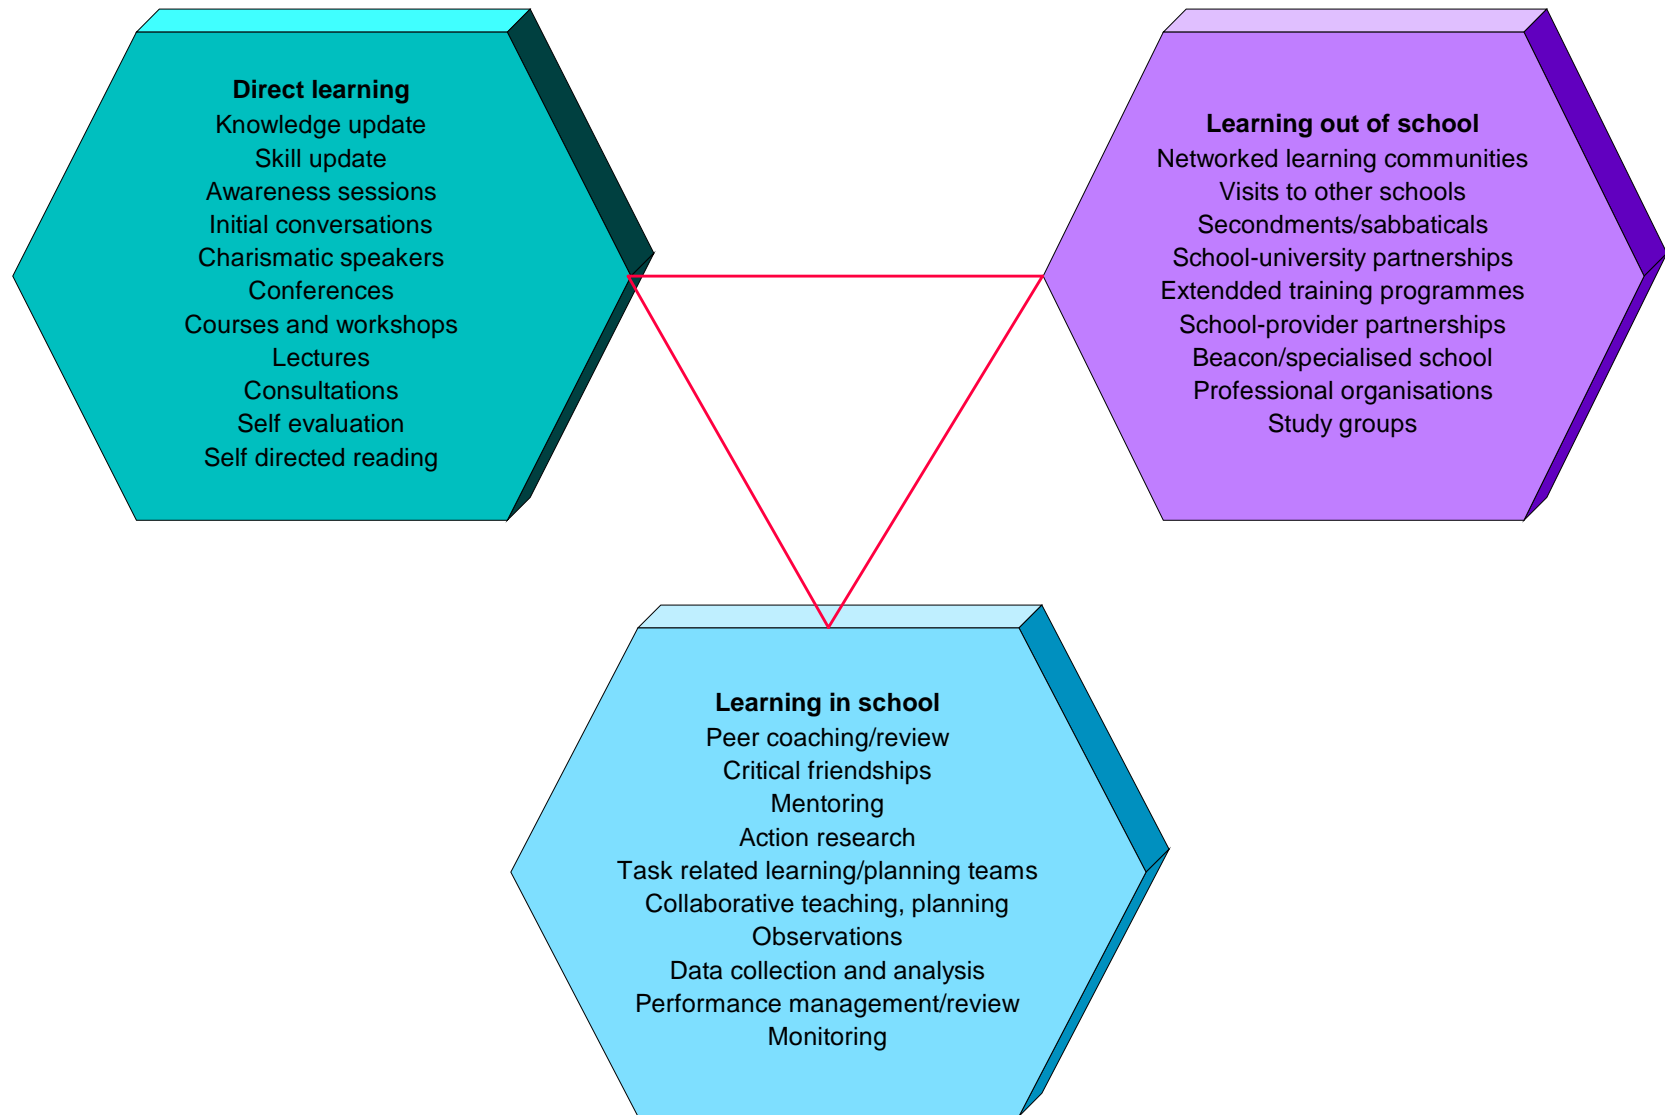 Direct learning
Knowledge update
Skill update
Awareness sessions
Initial conversations
Charismatic speakers
Conferences
Courses and workshops
Lectures
Consultations
Self evaluation
Self directed reading
Learning out of school
Networked learning communities
Visits to other schools
Secondments/sabbaticals
School-university partnerships
Extendded training programmes
School-provider partnerships
Beacon/specialised school
Professional organisations
Study groups
Learning in school
Peer coaching/review
Critical friendships
Mentoring
Action research
Task related learning/planning teams
Collaborative teaching, planning
Observations
Data collection and analysis
Performance management/review
Monitoring